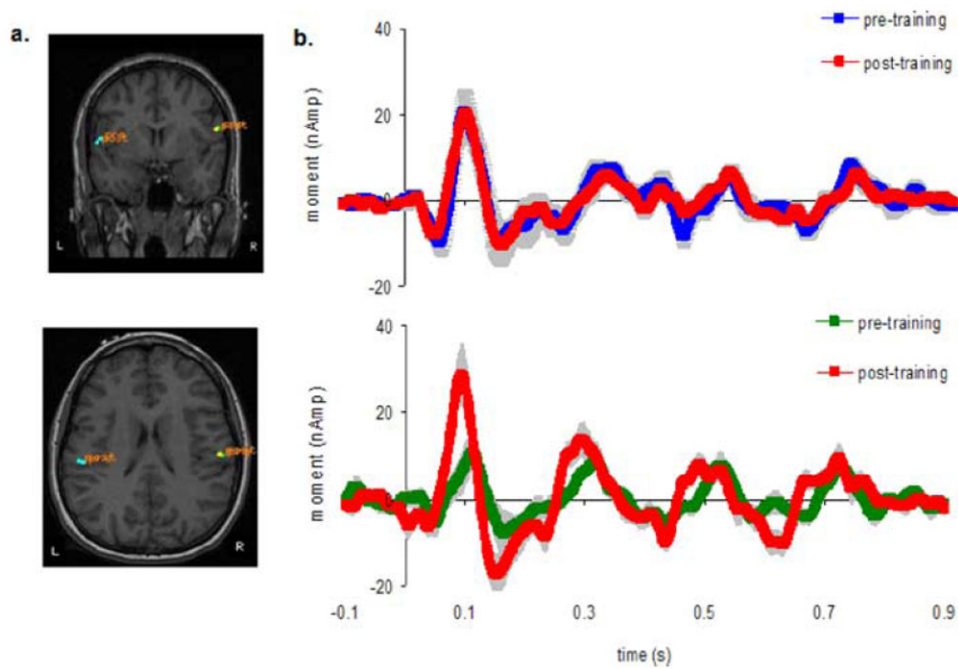 a.
L
R
L
R
b.
pre-training
post-training
40
20
0
-20
moment (nAmp)
pre-training
post-training
40
20
0
-20
moment (nAmp)
-0.1
0.1
0.3
0.5
0.7
0.9
time (s)